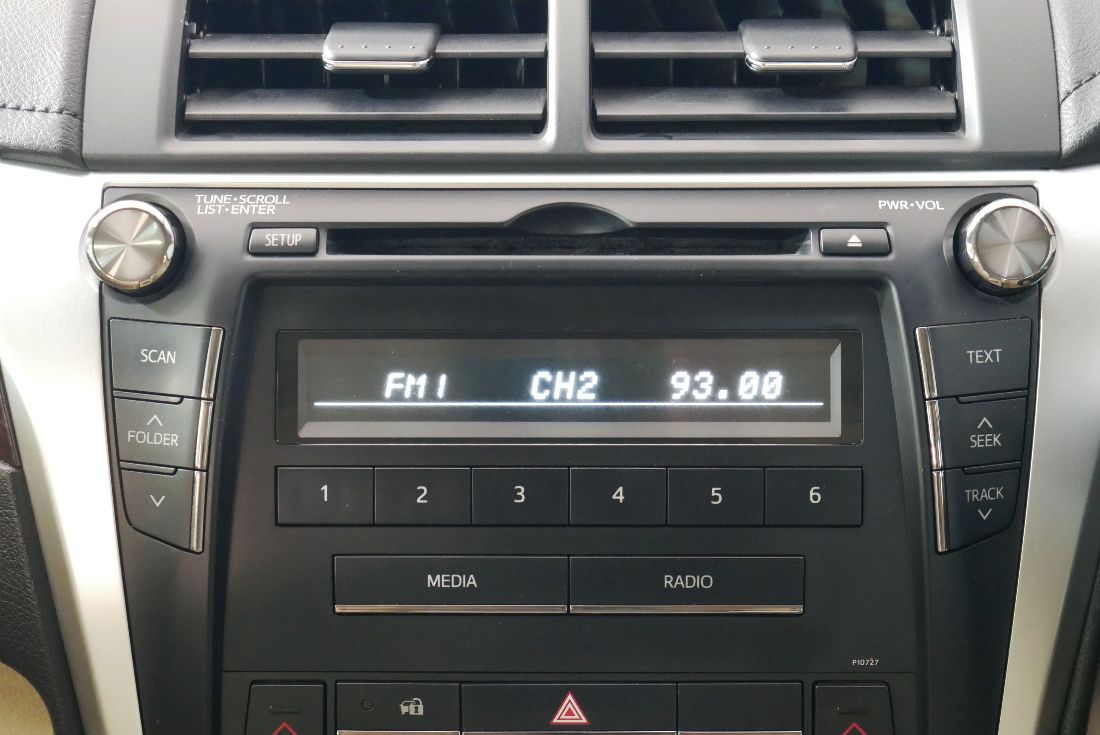 TUNE•SCROLL
LIST•ENTER
PWR•VOL
SETUP
SCAN
TEXT
FM1 CH2 93.00
FOLDER
SEEK
1 2 3 4 5 6
TRACK
MEDIA RADIO
P10727